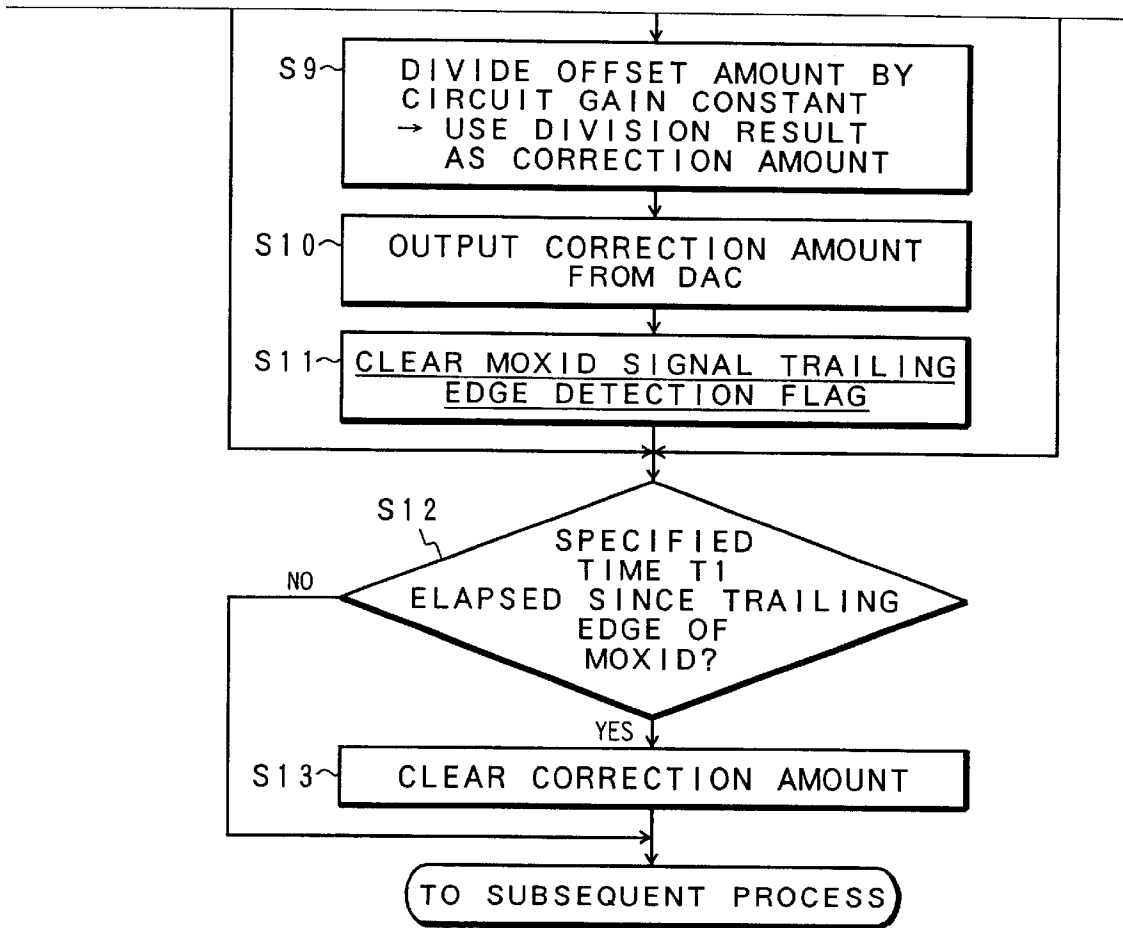 S9
DIVIDE OFFSET AMOUNT BY
CIRCUIT GAIN CONSTANT
→ USE DIVISION RESULT
AS CORRECTION AMOUNT
S10
OUTPUT CORRECTION AMOUNT
FROM DAC
S11
CLEAR MOXID SIGNAL TRAILING
EDGE DETECTION FLAG
S12
SPECIFIED
TIME T1
ELAPSED SINCE TRAILING
EDGE OF
MOXID?
NO
YES
S13
CLEAR CORRECTION AMOUNT
TO SUBSEQUENT PROCESS